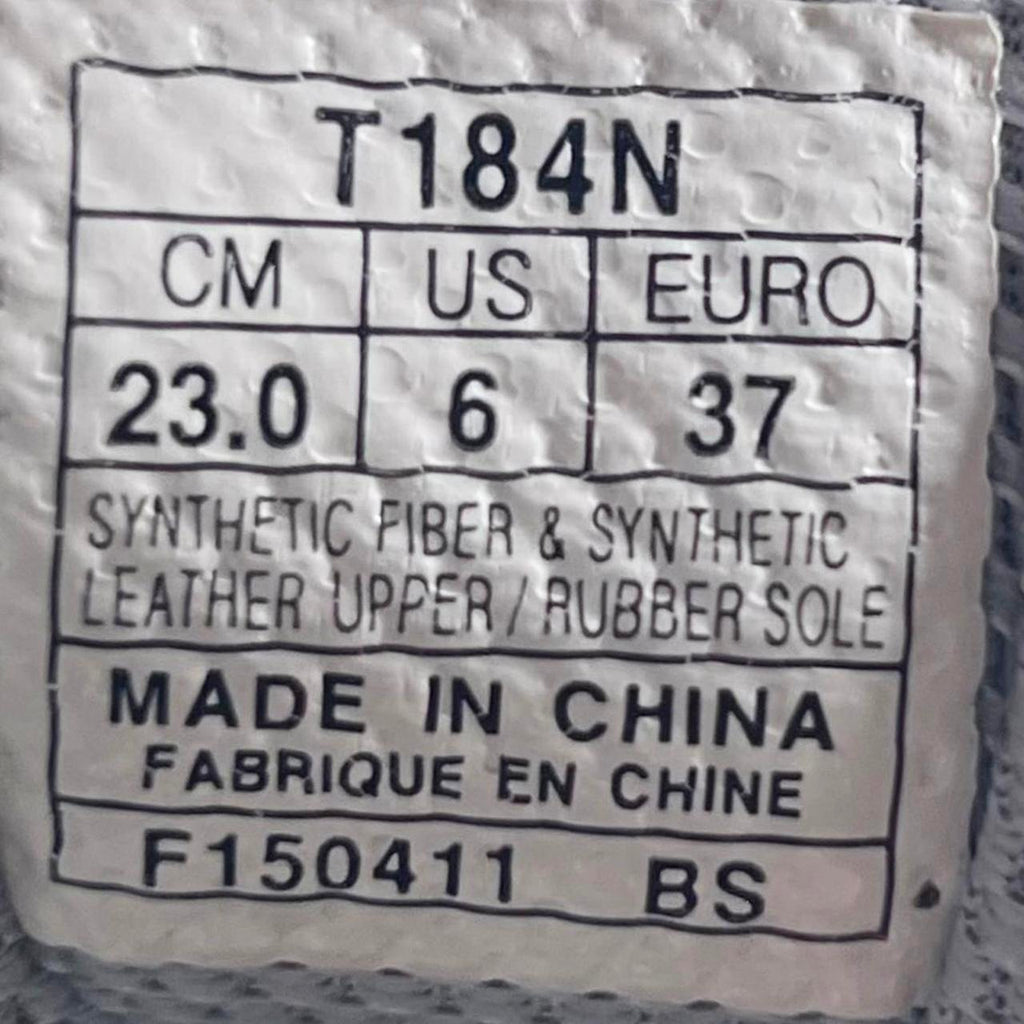 T184N
CM US EURO
23.0 6 37
SYNTHETIC FIBER & SYNTHETIC
LEATHER UPPER / RUBBER SOLE
MADE IN CHINA
FABRIQUE EN CHINE
F150411 BS